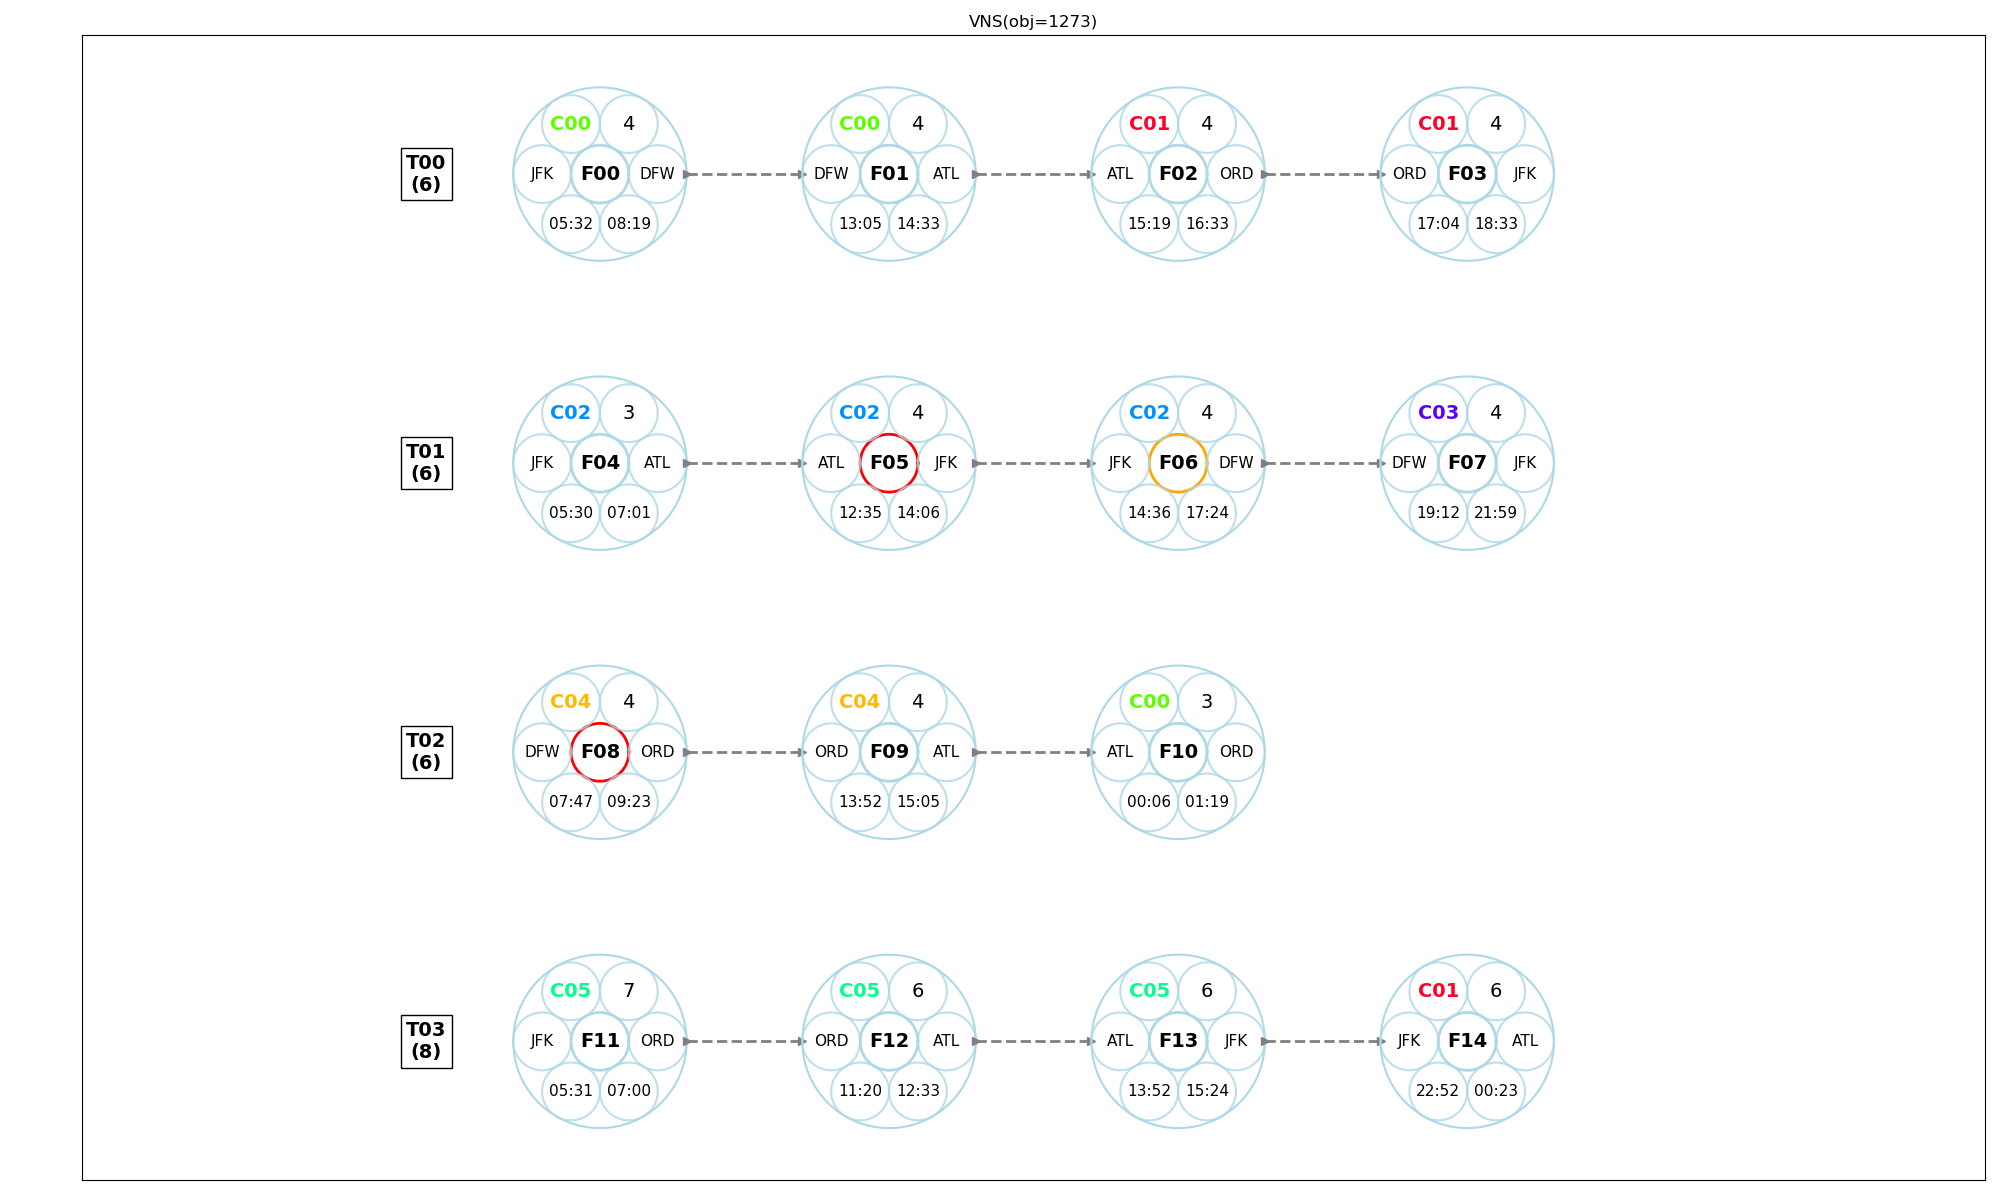 VNS(obj=1273)
T00
(6)
C00 4
JFK F00 DFW
05:32 08:19
C00 4
DFW F01 ATL
13:05 14:33
C01 4
ATL F02 ORD
15:19 16:33
C01 4
ORD F03 JFK
17:04 18:33
T01
(6)
C02 3
JFK F04 ATL
05:30 07:01
C02 4
ATL F05 JFK
12:35 14:06
C02 4
JFK F06 DFW
14:36 17:24
C03 4
DFW F07 JFK
19:12 21:59
T02
(6)
C04 4
DFW F08 ORD
07:47 09:23
C04 4
ORD F09 ATL
13:52 15:05
C00 3
ATL F10 ORD
00:06 01:19
T03
(8)
C05 7
JFK F11 ORD
05:31 07:00
C05 6
ORD F12 ATL
11:20 12:33
C05 6
ATL F13 JFK
13:52 15:24
C01 6
JFK F14 ATL
22:52 00:23